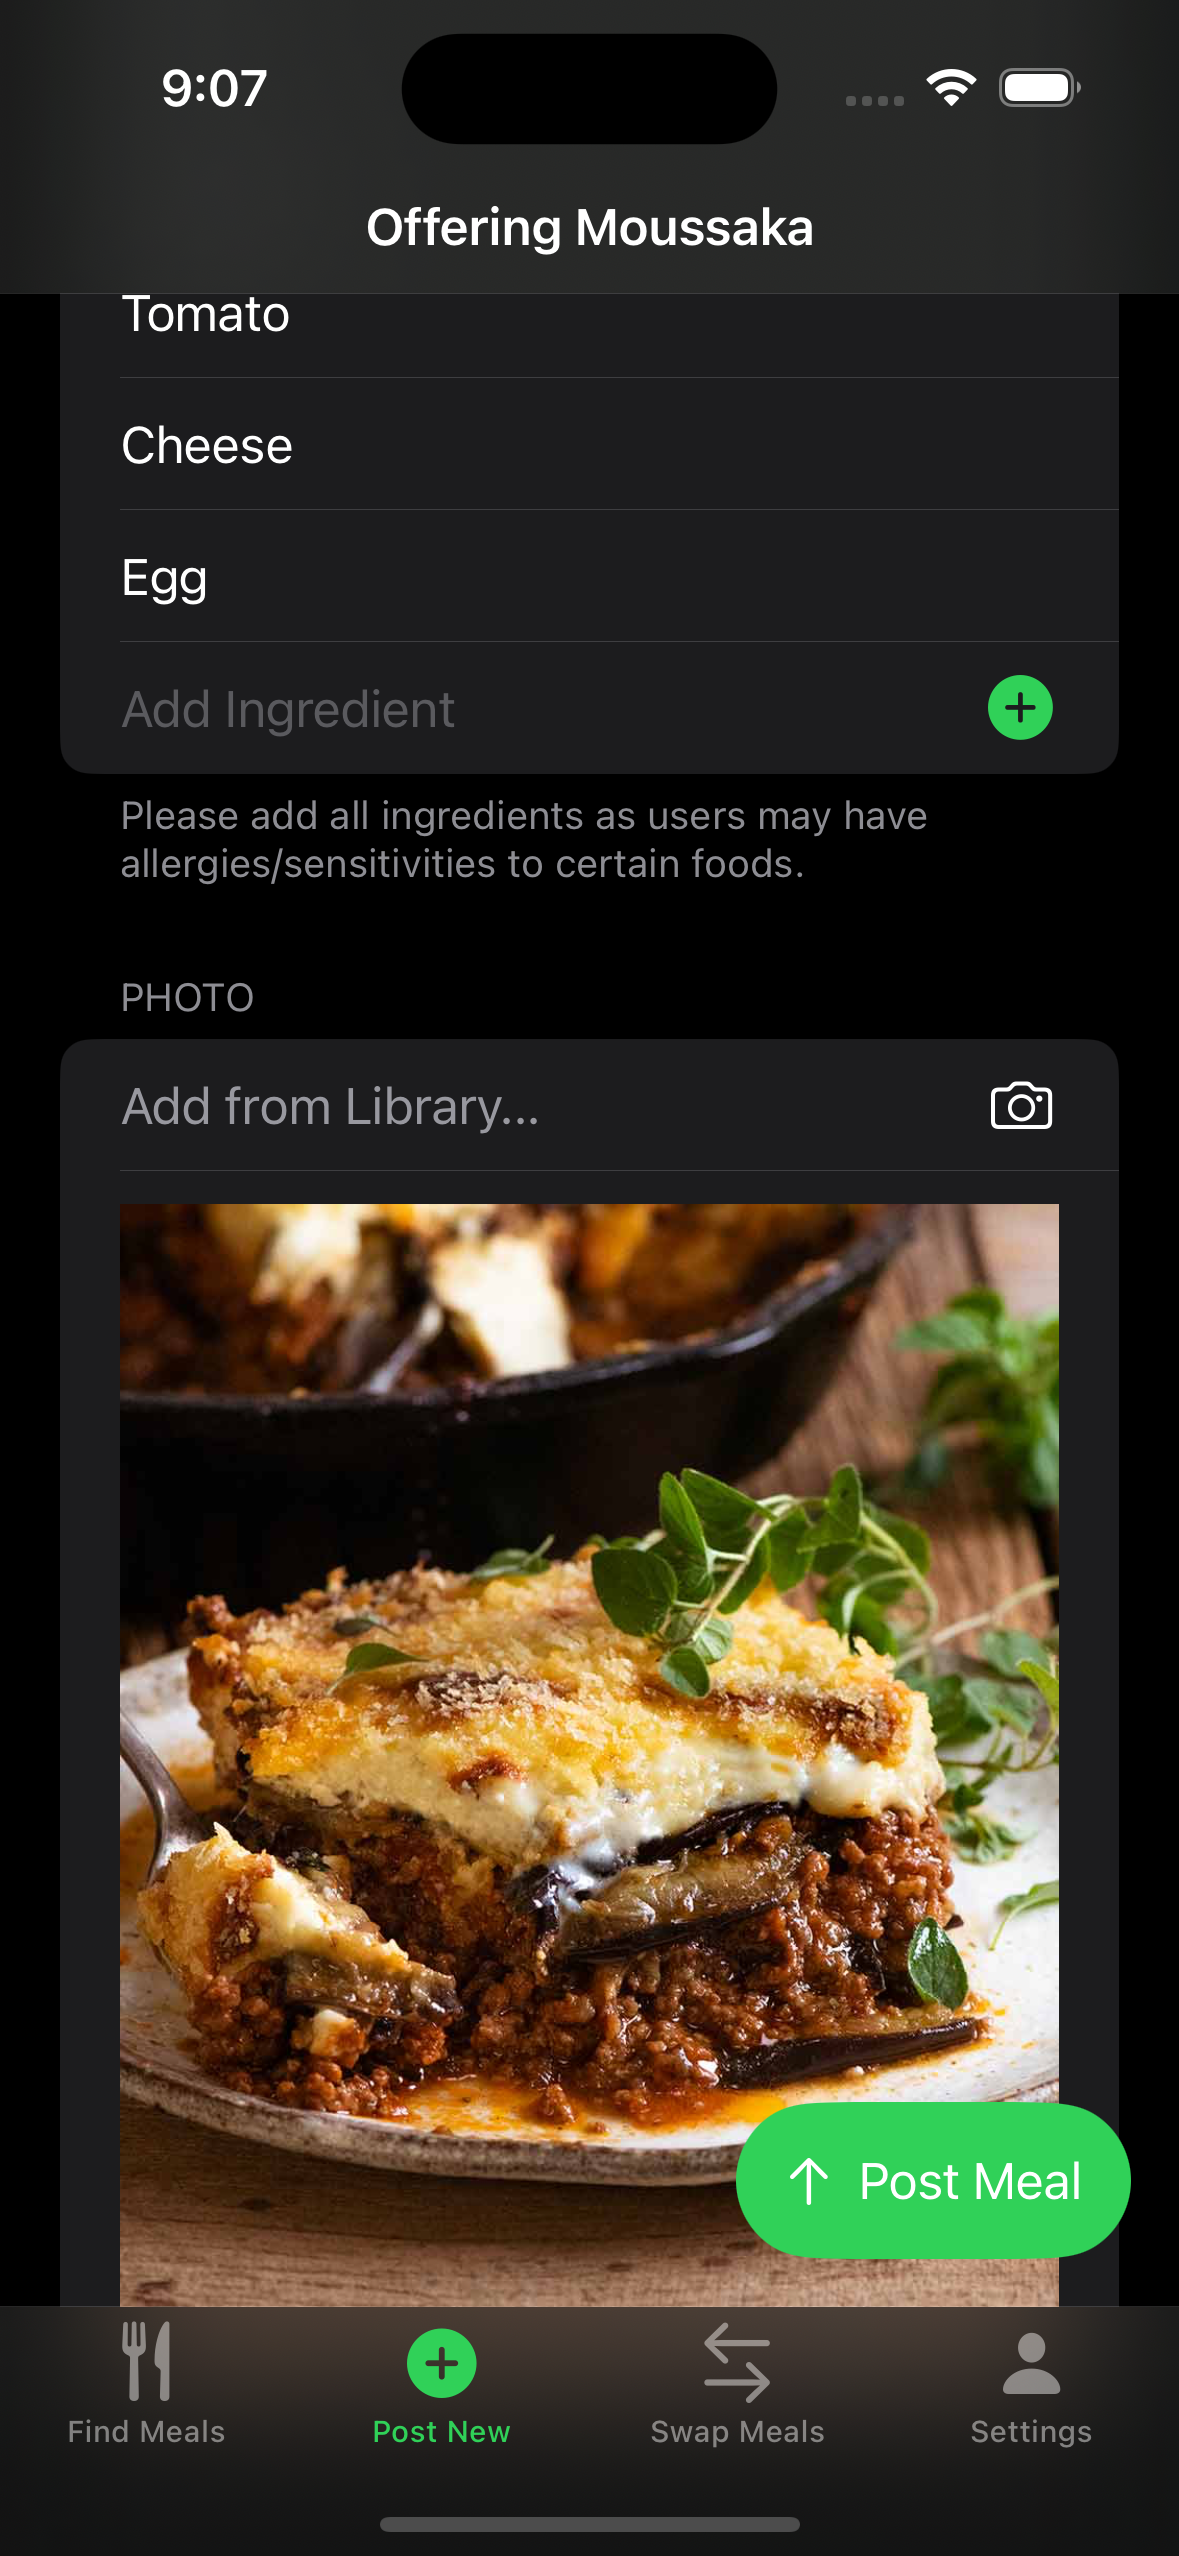 9:07
Offering Moussaka
Tomato
Cheese
Egg
Add Ingredient
Please add all ingredients as users may have
allergies/sensitivities to certain foods.
PHOTO
Add from Library...
Post Meal
Find Meals
Post New
Swap Meals
Settings